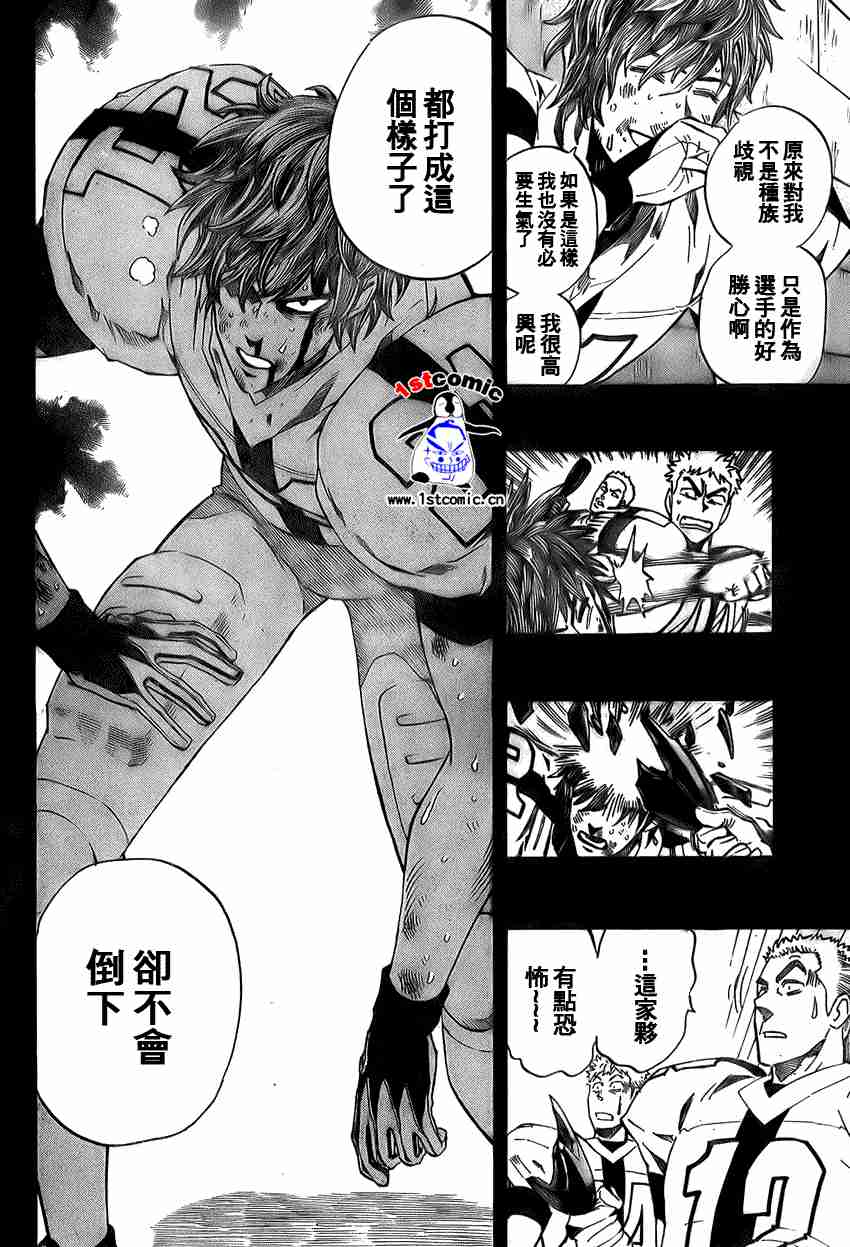 原來對我
不是種族
歧視
只是作為
選手的好
勝心啊
如果是這樣
我也沒有必
要生氣了
我很高
興呢
…這家夥
有點恐
怖~~~
都打成這
個樣子了
卻不會
倒下
1stcomic
www.1stcomic.cn
12